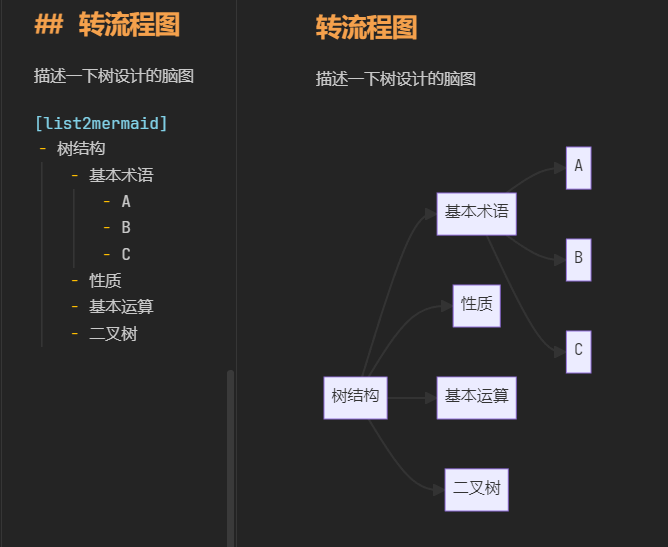 ## 转流程图
描述一下树设计的脑图
[list2mermaid]
- 树结构
- 基本术语
- A
- B
- C
- 性质
- 基本运算
- 二叉树
转流程图
描述一下树设计的脑图
A
基本术语
B
性质
C
树结构
基本运算
二叉树